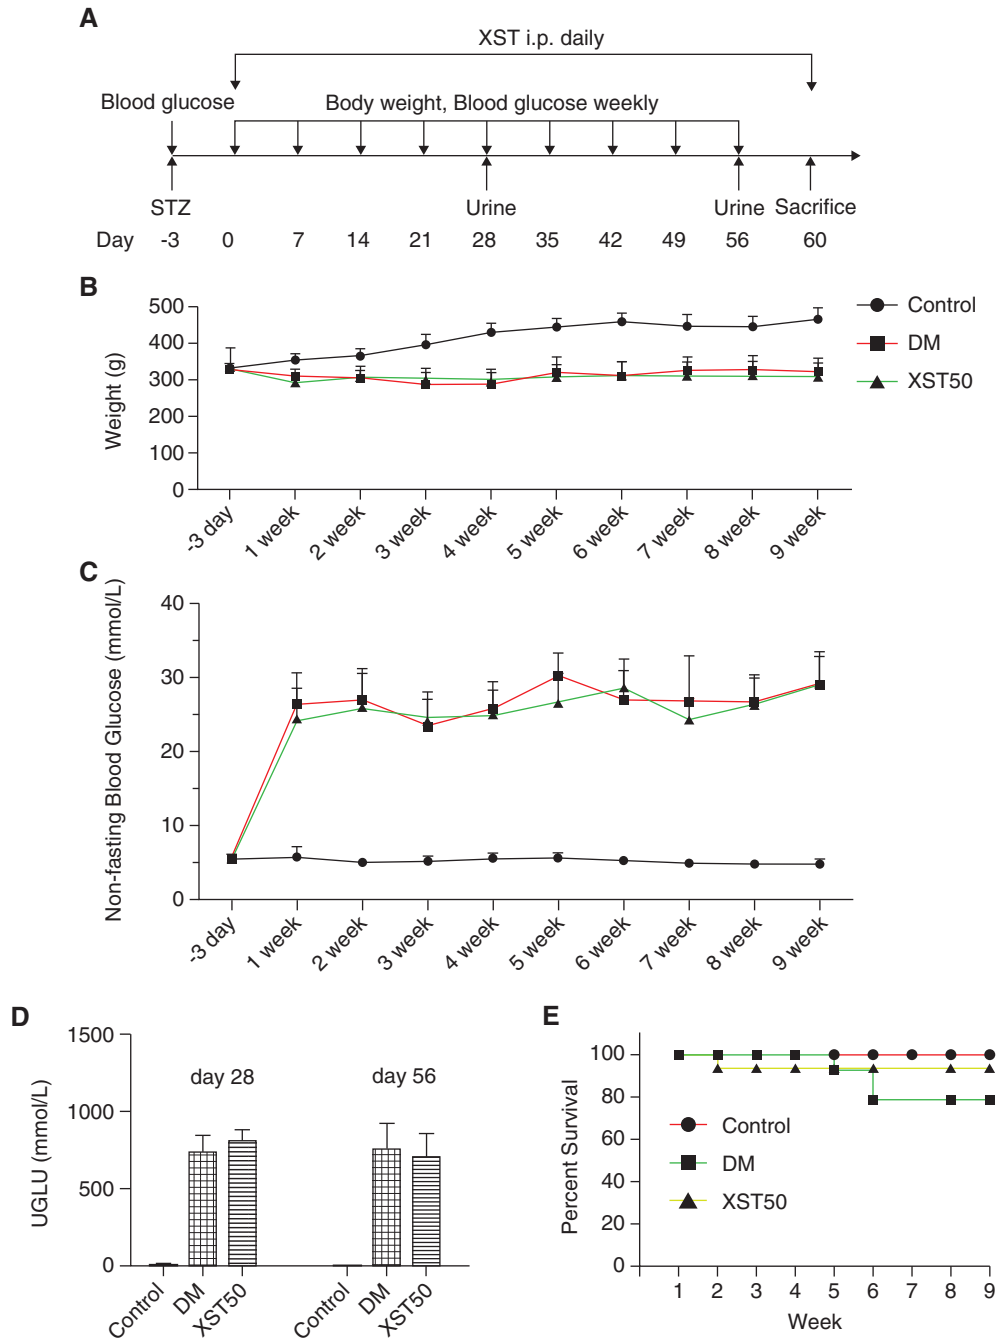 A
XST i.p. daily
Blood glucose
Body weight, Blood glucose weekly
STZ
Urine
Urine
Sacrifice
Day -3 0 7 14 21 28 35 42 49 56 60
B
Weight (g)
500
400
300
200
100
0
-3 day
1 week
2 week
3 week
4 week
5 week
6 week
7 week
8 week
9 week
Control
DM
XST50
C
Non-fasting Blood Glucose (mmol/L)
40
30
20
10
0
-3 day
1 week
2 week
3 week
4 week
5 week
6 week
7 week
8 week
9 week
D
UGLU (mmol/L)
1500
1000
500
0
day 28
day 56
Control
DM
XST50
Control
DM
XST50
E
Percent Survival
100
80
60
40
20
0
Control
DM
XST50
1 2 3 4 5 6 7 8 9
Week